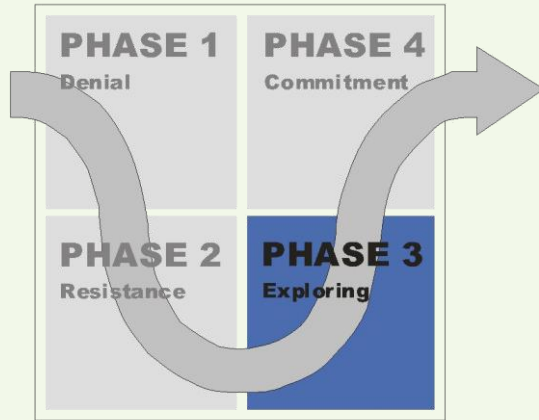 PHASE 1
Denial
PHASE 4
Commitment
PHASE 2
Resistance
PHASE 3
Exploring